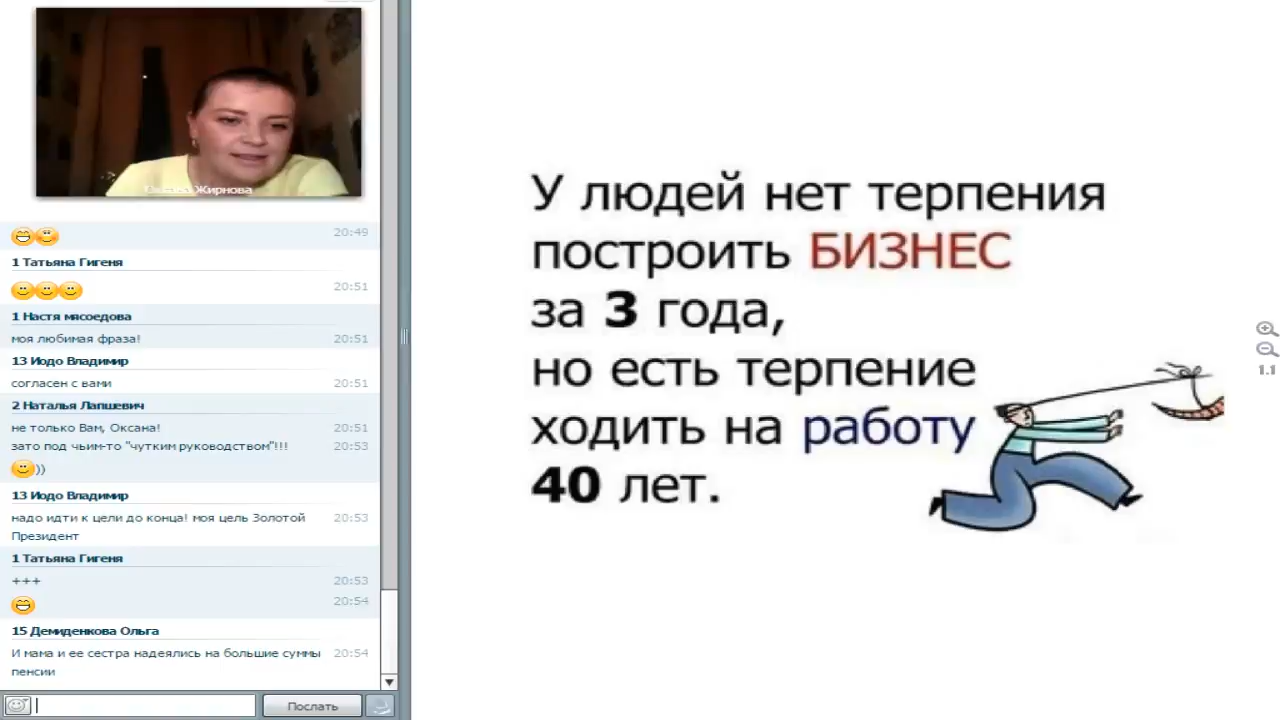 Жирнова
20:49
1 Татьяна Гигеня
20:51
1 Настя мясоедова
моя любимая фраза! 20:51
13 Йодо Владимир
согласен с вами 20:51
2 Наталья Лапшевич
не только Вам, Оксана! 20:51
зато под чьим-то "чутким руководством"!!! 20:53
))
13 Йодо Владимир
надо идти к цели до конца! моя цель Золотой 20:53
Президент
1 Татьяна Гигеня
+++ 20:53
20:54
15 Демиденкова Ольга
И мама и ее сестра надеялись на большие суммы 20:54
пенсии
Послать
У людей нет терпения
построить БИЗНЕС
за 3 года,
но есть терпение
ходить на работу
40 лет.
1.1